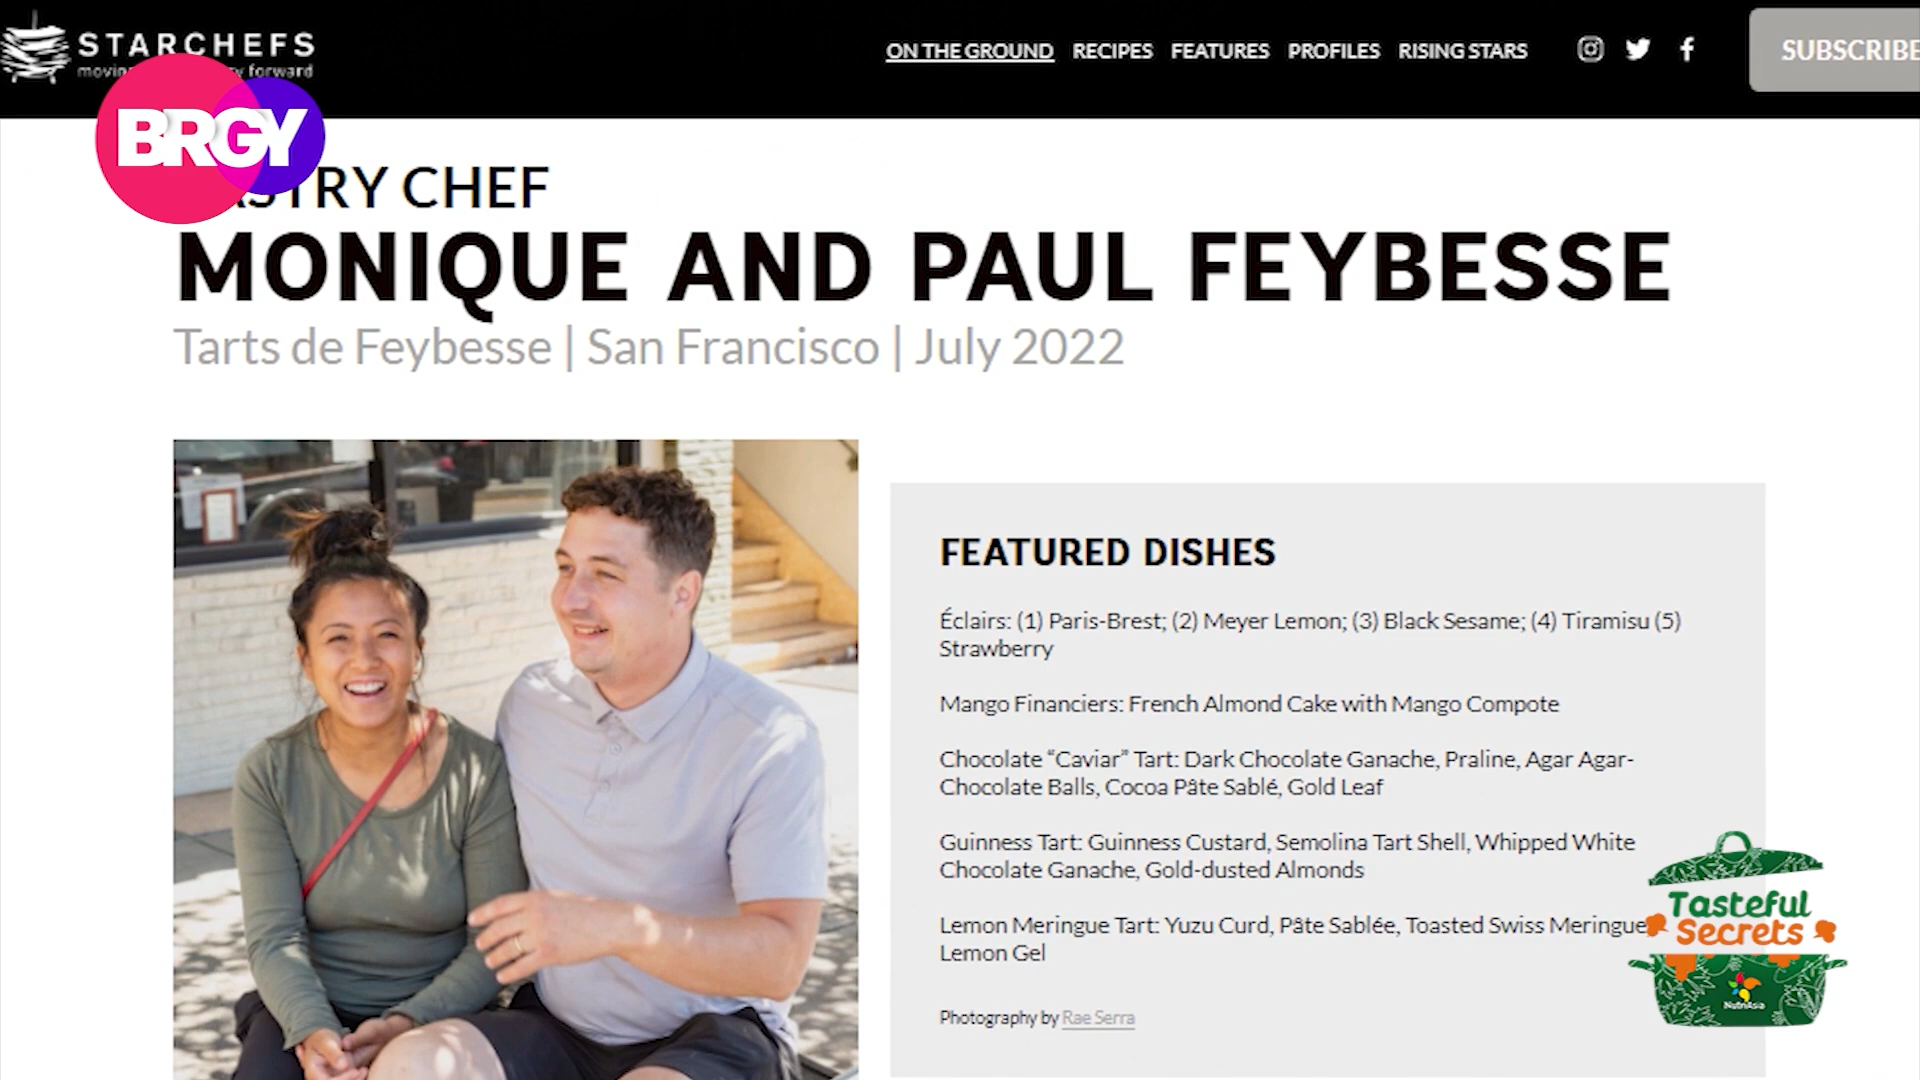 STARCHEFS
ON THE GROUND RECIPES FEATURES PROFILES RISING STARS
SUBSCRIBE
forward
BRGY
CHEF
MONIQUE AND PAUL FEYBESSE
Tarts de Feybesse | San Francisco | July 2022
FEATURED DISHES
Éclairs: (1) Paris-Brest; (2) Meyer Lemon; (3) Black Sesame; (4) Tiramisu (5)
Strawberry
Mango Financiers: French Almond Cake with Mango Compote
Chocolate “Caviar” Tart: Dark Chocolate Ganache, Praline, Agar Agar-
Chocolate Balls, Cocoa Pâte Sablé, Gold Leaf
Guinness Tart: Guinness Custard, Semolina Tart Shell, Whipped White
Chocolate Ganache, Gold-dusted Almonds
Lemon Meringue Tart: Yuzu Curd, Pâte Sablée, Toasted Swiss Meringue
Lemon Gel
Photography by Rae Serra
Tasteful
Secrets
NutriAsia